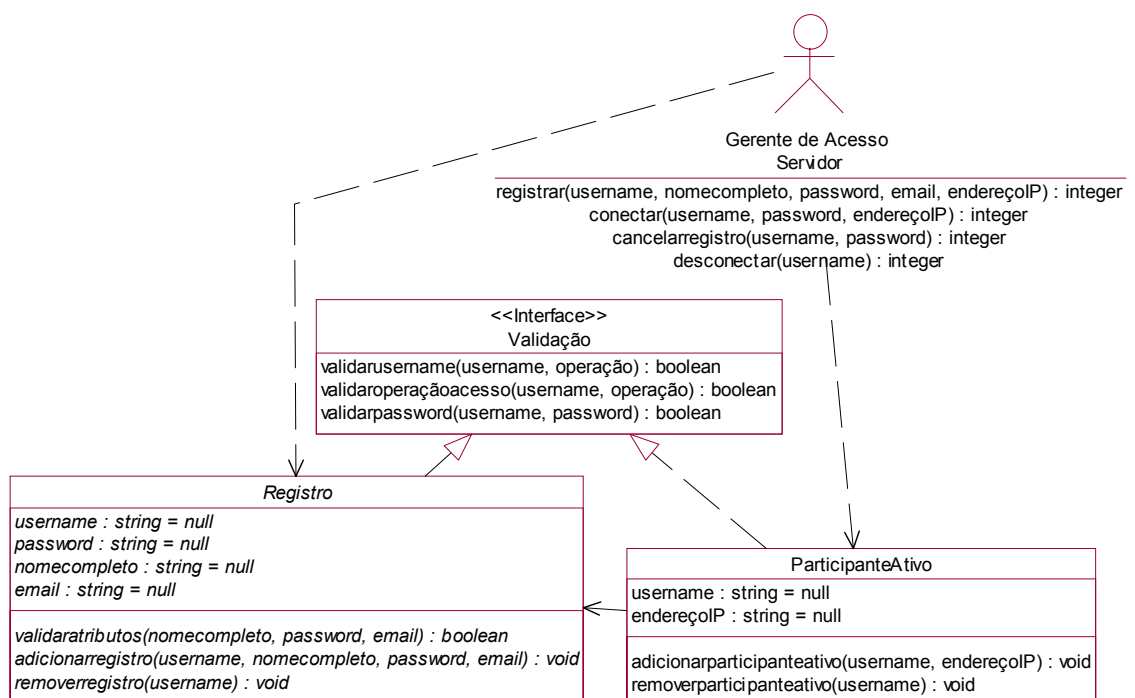 Gerente de Acesso
Servidor
registrar(username, nomecompleto, password, email, endereçoIP) : integer
conectar(username, password, endereçoIP) : integer
cancelarregistro(username, password) : integer
desconectar(username) : integer
<<Interface>>
Validação
validarusername(username, operação) : boolean
validaroperaçãoacesso(username, operação) : boolean
validarpassword(username, password) : boolean
Registro
username : string = null
password : string = null
nomecompleto : string = null
email : string = null
validaratributos(nomecompleto, password, email) : boolean
adicionarregistro(username, nomecompleto, password, email) : void
removerregistro(username) : void
ParticipanteAtivo
username : string = null
endereçoIP : string = null
adicionarparticipanteativo(username, endereçoIP) : void
removerparticipanteativo(username) : void